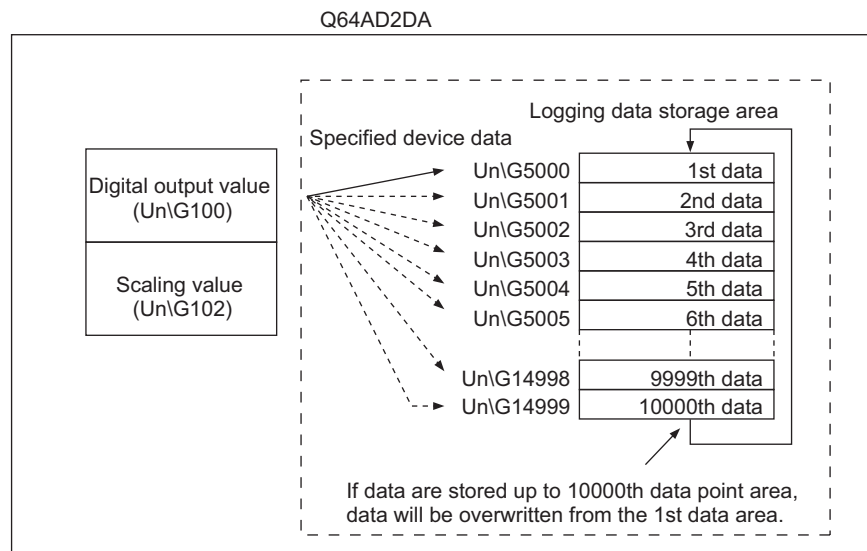 Q64AD2DA
Logging data storage area
Specified device data
Digital output value
(Un\G100)
Scaling value
(Un\G102)
Un\G5000 1st data
Un\G5001 2nd data
Un\G5002 3rd data
Un\G5003 4th data
Un\G5004 5th data
Un\G5005 6th data
Un\G14998 9999th data
Un\G14999 10000th data
If data are stored up to 10000th data point area,
data will be overwritten from the 1st data area.